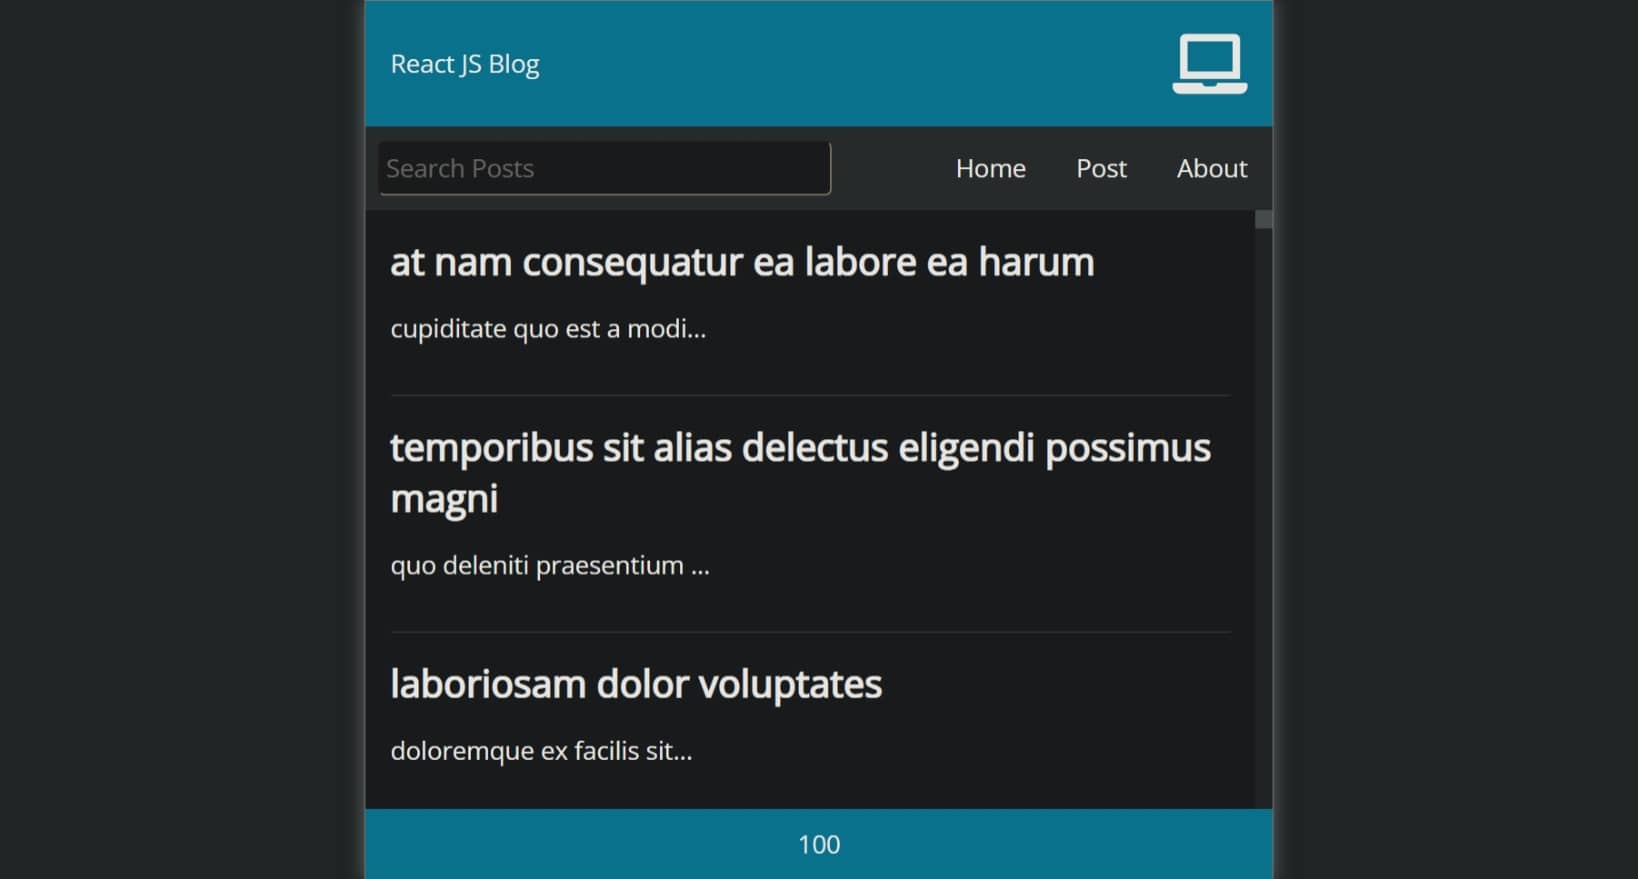 React JS Blog
Search Posts
Home Post About
at nam consequatur ea labore ea harum
cupiditate quo est a modi...
temporibus sit alias delectus eligendi possimus
magni
quo deleniti praesentium ...
laboriosam dolor voluptates
doloremque ex facilis sit...
100